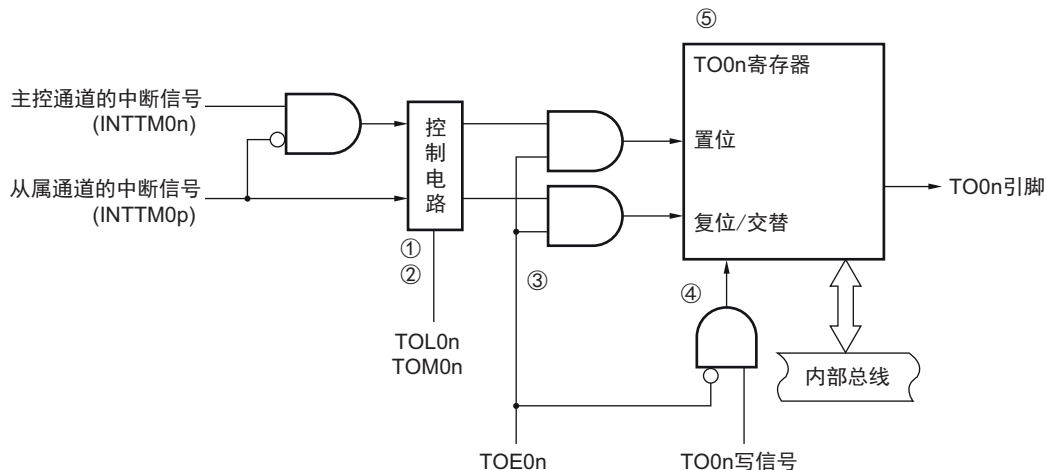 ⑤
TO0n寄存器
主控通道的中断信号
(INTTM0n)
控制电路
置位
从属通道的中断信号
(INTTM0p)
TO0n引脚
复位/交替
①
②
③
④
TOL0n
TOM0n
内部总线
TOE0n
TO0n写信号